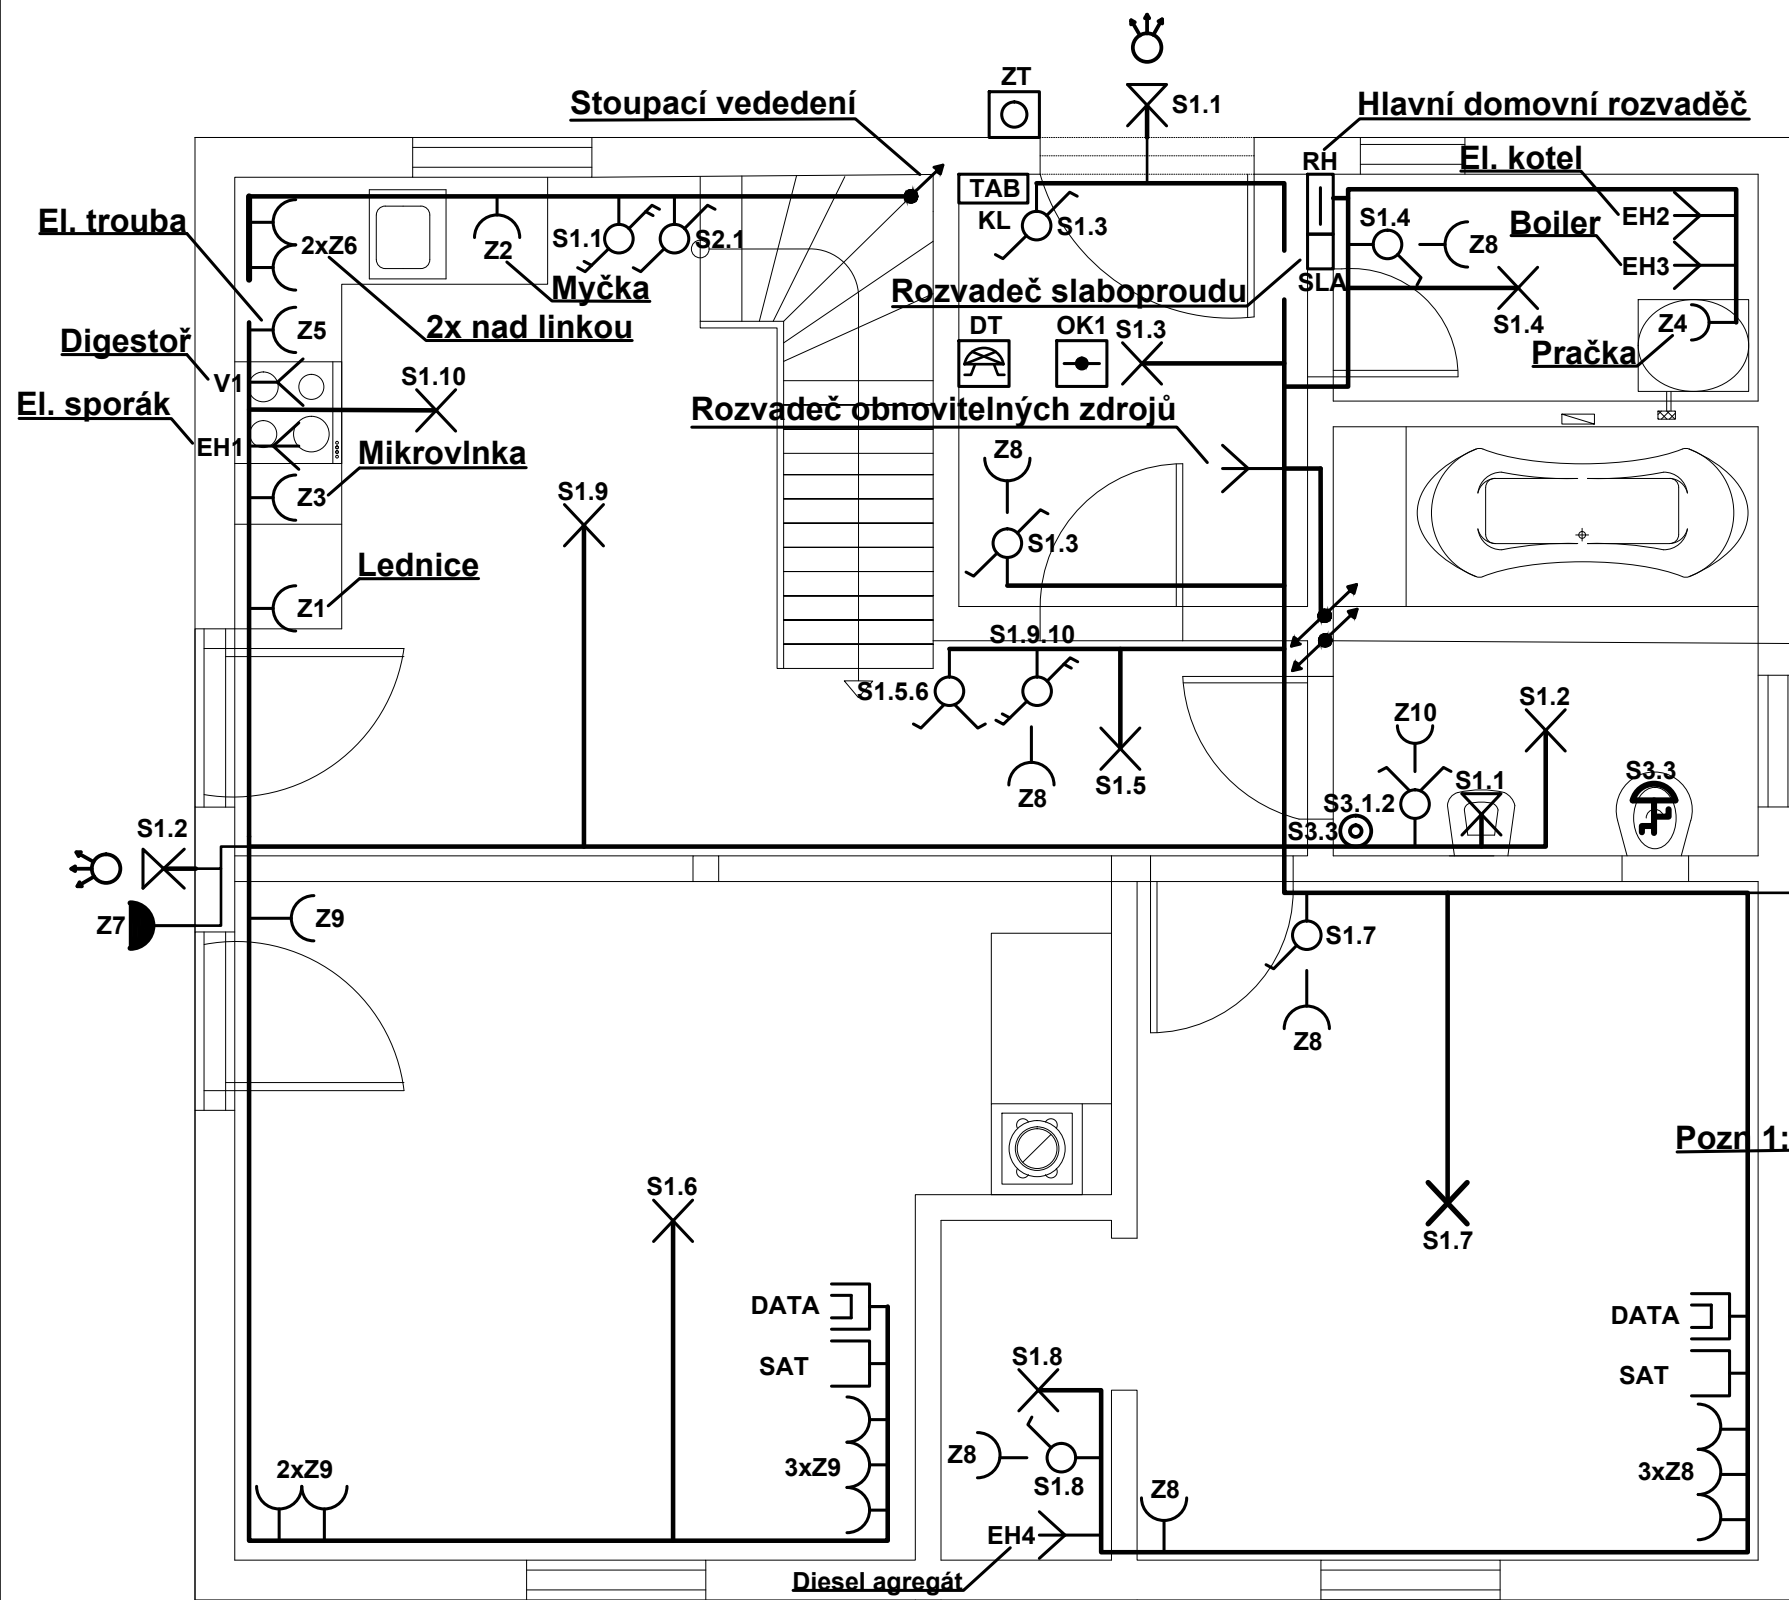 ZT
S1.1
Stoupací vededení
Hlavní domovní rozvaděč
RH
El. kotel
TAB
KL
S1.3
El. trouba
2xZ6
Z2
S1.1
S2.1
S1.4
Z8
EH2
Boiler
EH3
Myčka
Rozvadeč slaboproudu
SLA
S1.4
Z4
Pračka
Z5
2x nad linkou
Digestoř
DT
OK1
S1.3
V1
S1.10
El. sporák
Rozvadeč obnovitelných zdrojů
EH1
Mikrovlnka
Z8
Z3
S1.9
S1.3
Lednice
Z1
S1.9.10
S1.5.6
Z8
S1.5
Z10
S1.2
S1.1
S3.3
S3.1.2
S3.3
S1.2
Z7
Z9
S1.7
Z8
Pozn 1:
S1.6
S1.7
DATA
SAT
3xZ9
DATA
SAT
3xZ8
S1.8
Z8
S1.8
2xZ9
Z8
EH4
Diesel agregát